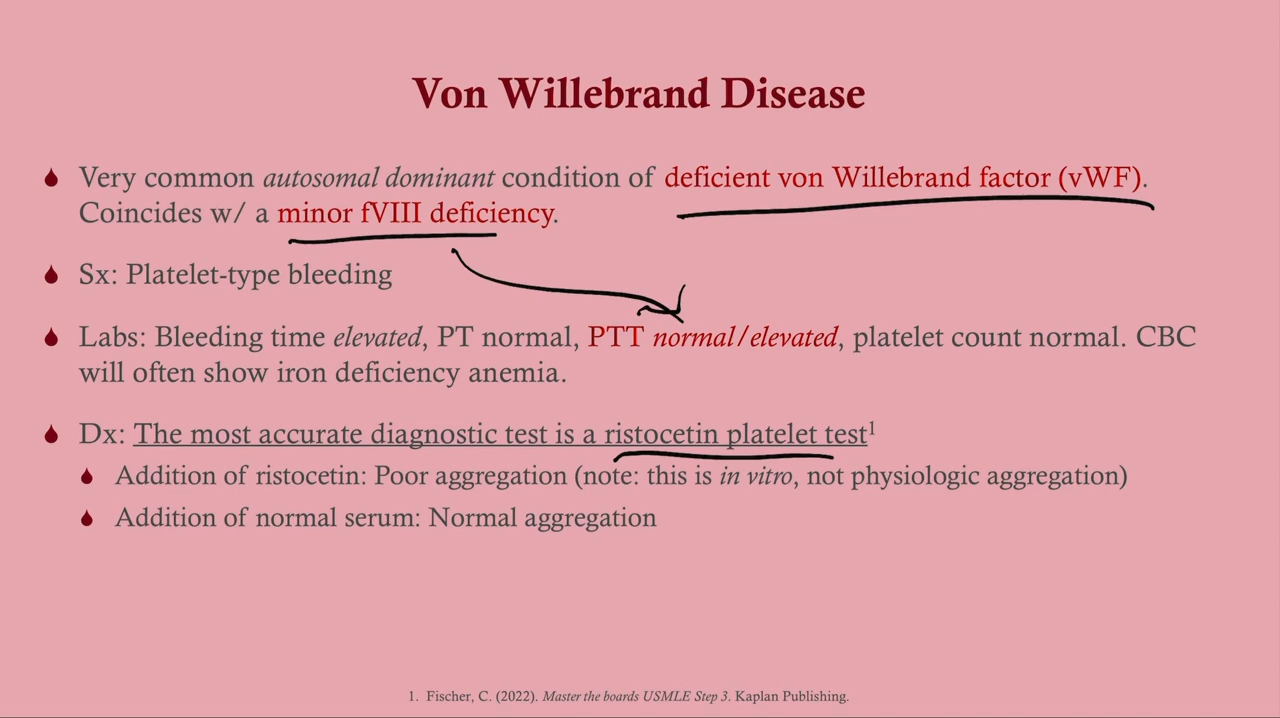 Von Willebrand Disease
Very common autosomal dominant condition of deficient von Willebrand factor (vWF).
Coincides w/ a minor fVIII deficiency.
Sx: Platelet-type bleeding
Labs: Bleeding time elevated, PT normal, PTT normal/elevated, platelet count normal. CBC
will often show iron deficiency anemia.
Dx: The most accurate diagnostic test is a ristocetin platelet test¹
Addition of ristocetin: Poor aggregation (note: this is in vitro, not physiologic aggregation)
Addition of normal serum: Normal aggregation
1. Fischer, C. (2022). Master the boards USMLE Step 3. Kaplan Publishing.